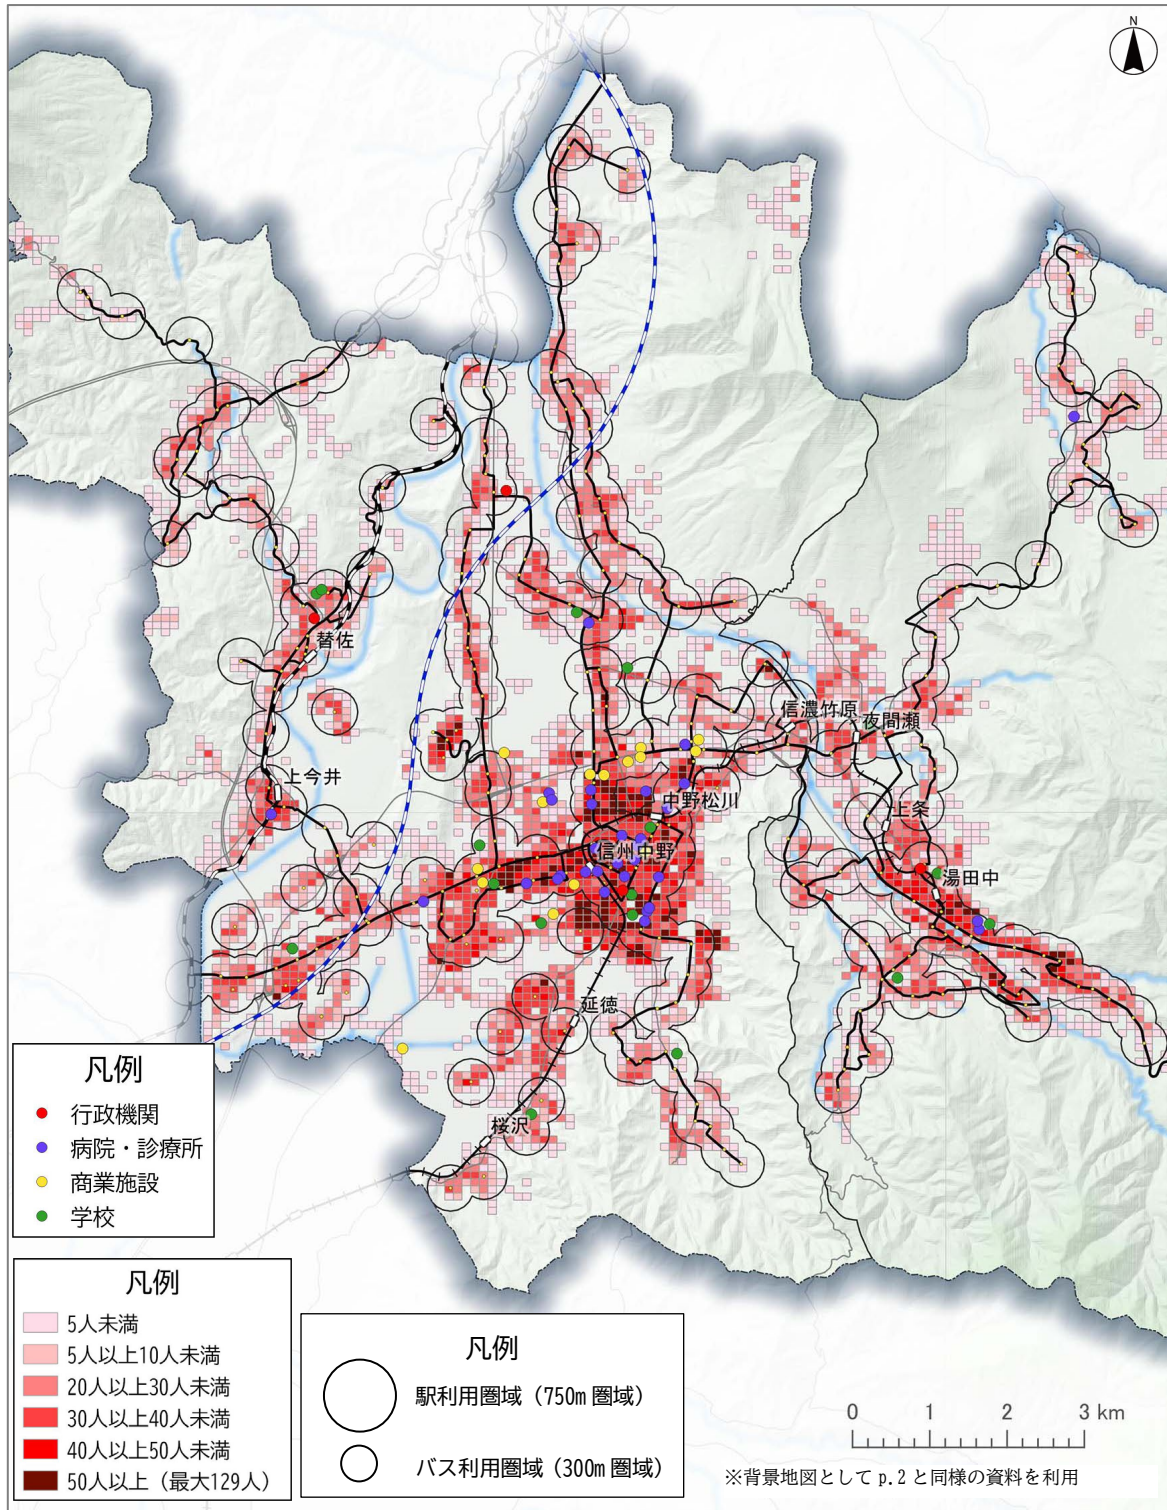 N
替佐
信濃竹原
夜間瀬
上今井
中野松川
上条
信州中野
湯田中
延徳
桜沢
凡例
行政機関
病院・診療所
商業施設
学校
凡例
5人未満
5人以上10人未満
20人以上30人未満
30人以上40人未満
40人以上50人未満
50人以上（最大129人）
凡例
駅利用圏域（750m圏域）
バス利用圏域（300m圏域）
0 1 2 3 km
※背景地図としてp.2と同様の資料を利用